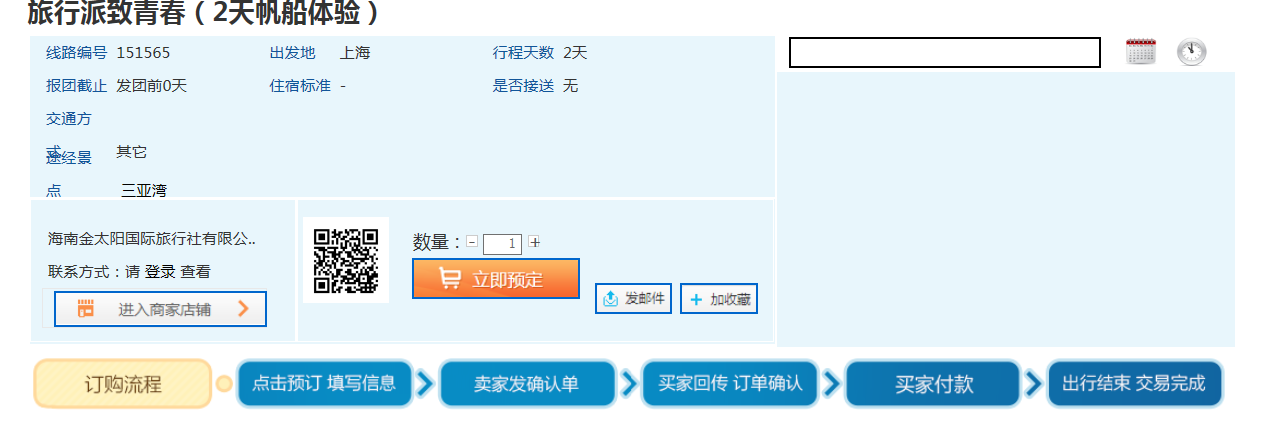 旅行派致青春（2天帆船体验）
线路编号 151565 出发地 上海 行程天数 2天
报团截止 发团前0天 住宿标准 - 是否接送 无
交通方
式 其它
途经景
点 三亚湾
海南金太阳国际旅行社有限公..
联系方式：请 登录 查看
进入商家店铺
数量： - 1 +
立即预定
发邮件 加收藏
订购流程 点击预订 填写信息 卖家发确认单 买家回传 订单确认 买家付款 出行结束 交易完成